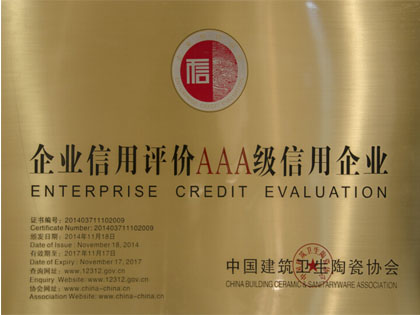 信
企业信用评价AAA级信用企业
ENTERPRISE CREDIT EVALUATION
证书编号: 201403711102009
Certificate Number: 201403711102009
颁发日期: 2014年11月18日
Date of Issue : November 18, 2014
有效期至: 2017年11月17日
Date of Expiry : November 17, 2017
查询网址: www.12312.gov.cn
Enquiry Website: www.12312.gov.cn
协会网址: www.china-china.cn
Association Website: www.china-china.cn
中国建筑卫生陶瓷协会
CHINA BUILDING CERAMIC & SANITARYWARE ASSOCIATION